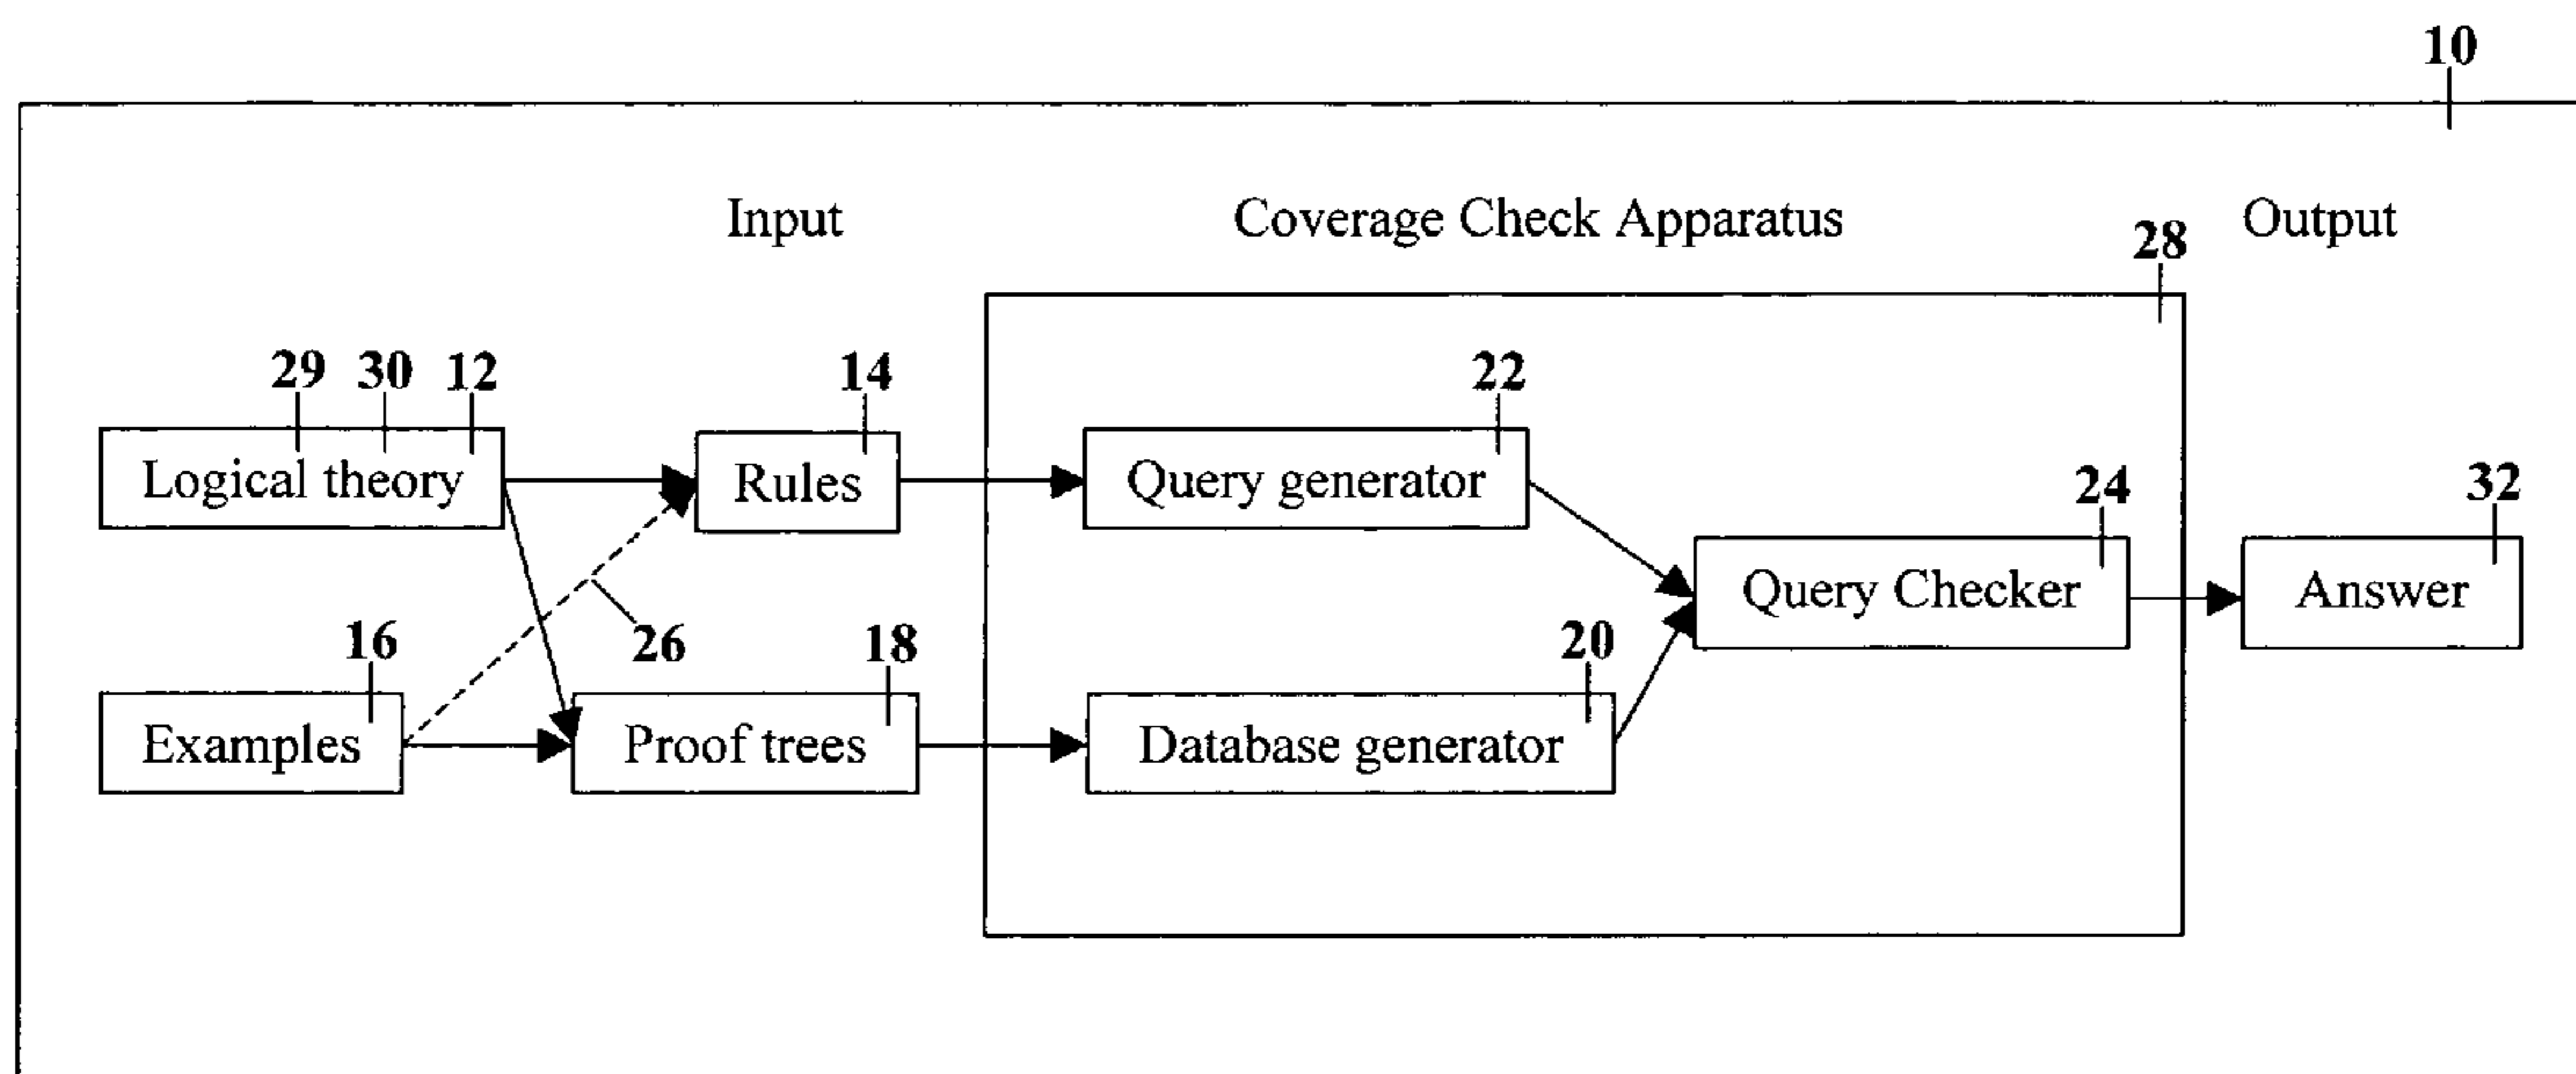 10
Input Coverage Check Apparatus Output
28
29 30 12 14 22
Logical theory Rules Query generator
24 32
Query Checker Answer
16 26 18 20
Examples Proof trees Database generator